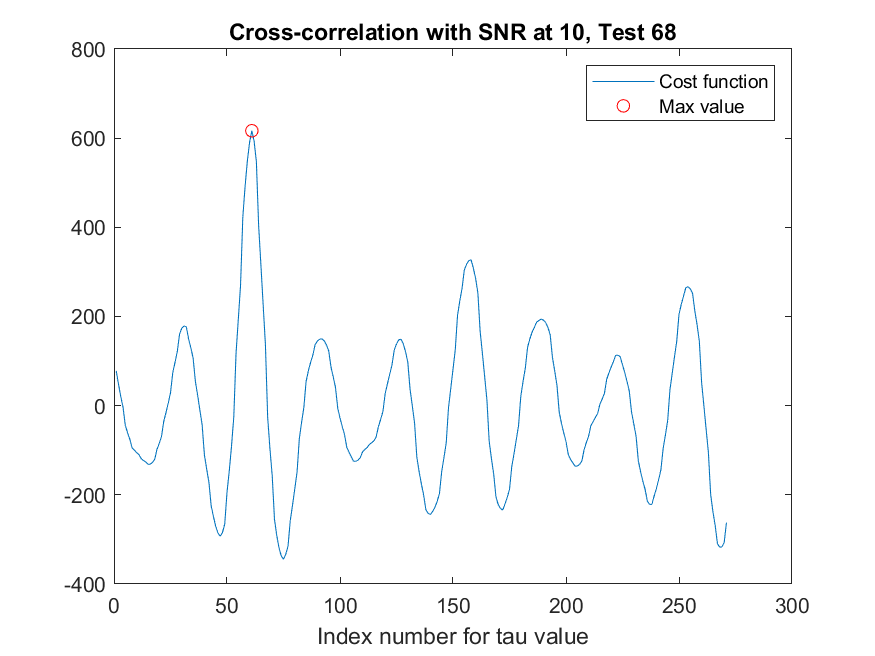 Cross-correlation with SNR at 10, Test 68
800
Cost function
Max value
600
400
200
0
-200
-400
0 50 100 150 200 250 300
Index number for tau value